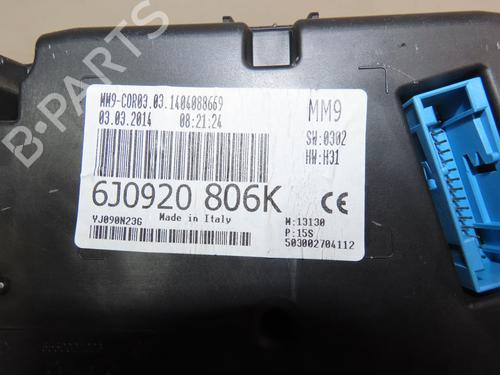 B-PARTS
MM9-COR03.03.1404088669
03.03.2014 08:21:24
MM9
SW:0302
HW:H31
6J0920 806K
CE
YJ090N23G
Made in Italy
M:13130
P:15S
503002704112